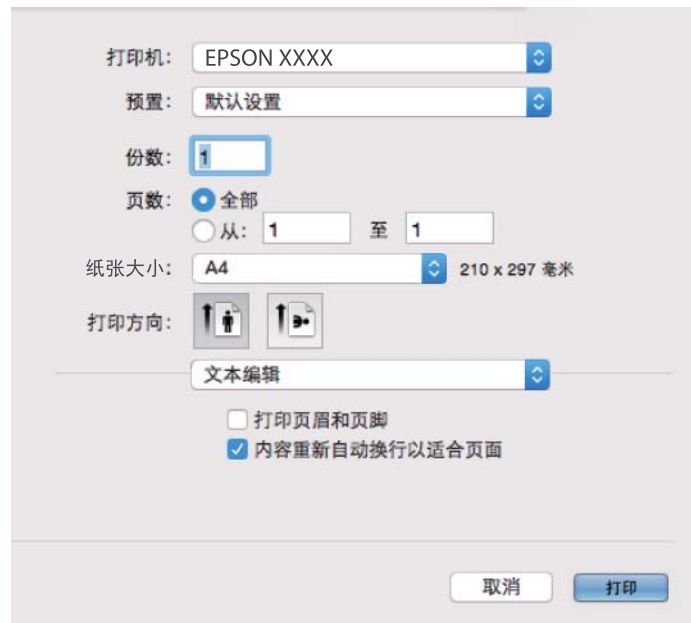 打印机： EPSON XXXX
预置： 默认设置
份数： 1
页数： 全部
从： 1 至 1
纸张大小： A4 210 x 297 毫米
打印方向：
文本编辑
打印页眉和页脚
内容重新自动换行以适合页面
取消 打印